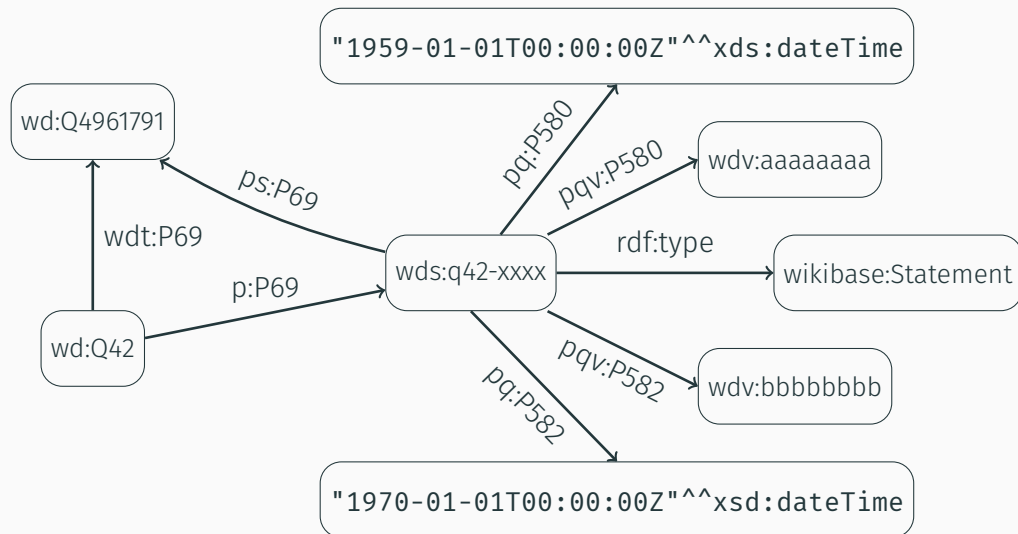 "1959-01-01T00:00:00Z"^^xds:dateTime
wd:Q4961791
pq:P580
pqv:P580
wdv:aaaaaaaa
ps:P69
wdt:P69
rdf:type
wds:q42-xxxx
wikibase:Statement
p:P69
wd:Q42
pqv:P582
pq:P582
wdv:bbbbbbbb
"1970-01-01T00:00:00Z"^^xsd:dateTime